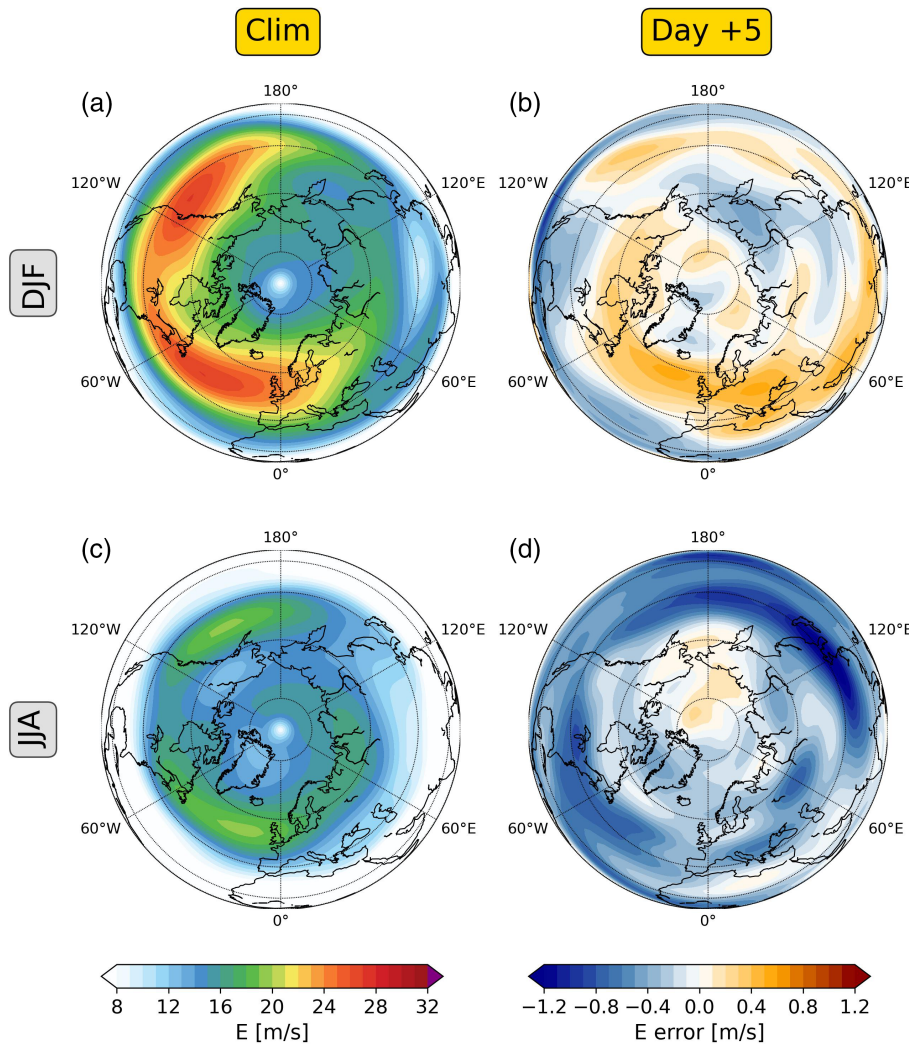 Clim Day +5
(a) (b)
180° 180°
120°W 120°E 120°W 120°E
DJF
60°W 60°E 60°W 60°E
0° 0°
(c) (d)
180° 180°
120°W 120°E 120°W 120°E
JJA
60°W 60°E 60°W 60°E
0° 0°
8 12 16 20 24 28 32 −1.2 −0.8 −0.4 0.0 0.4 0.8 1.2
E [m/s] E error [m/s]